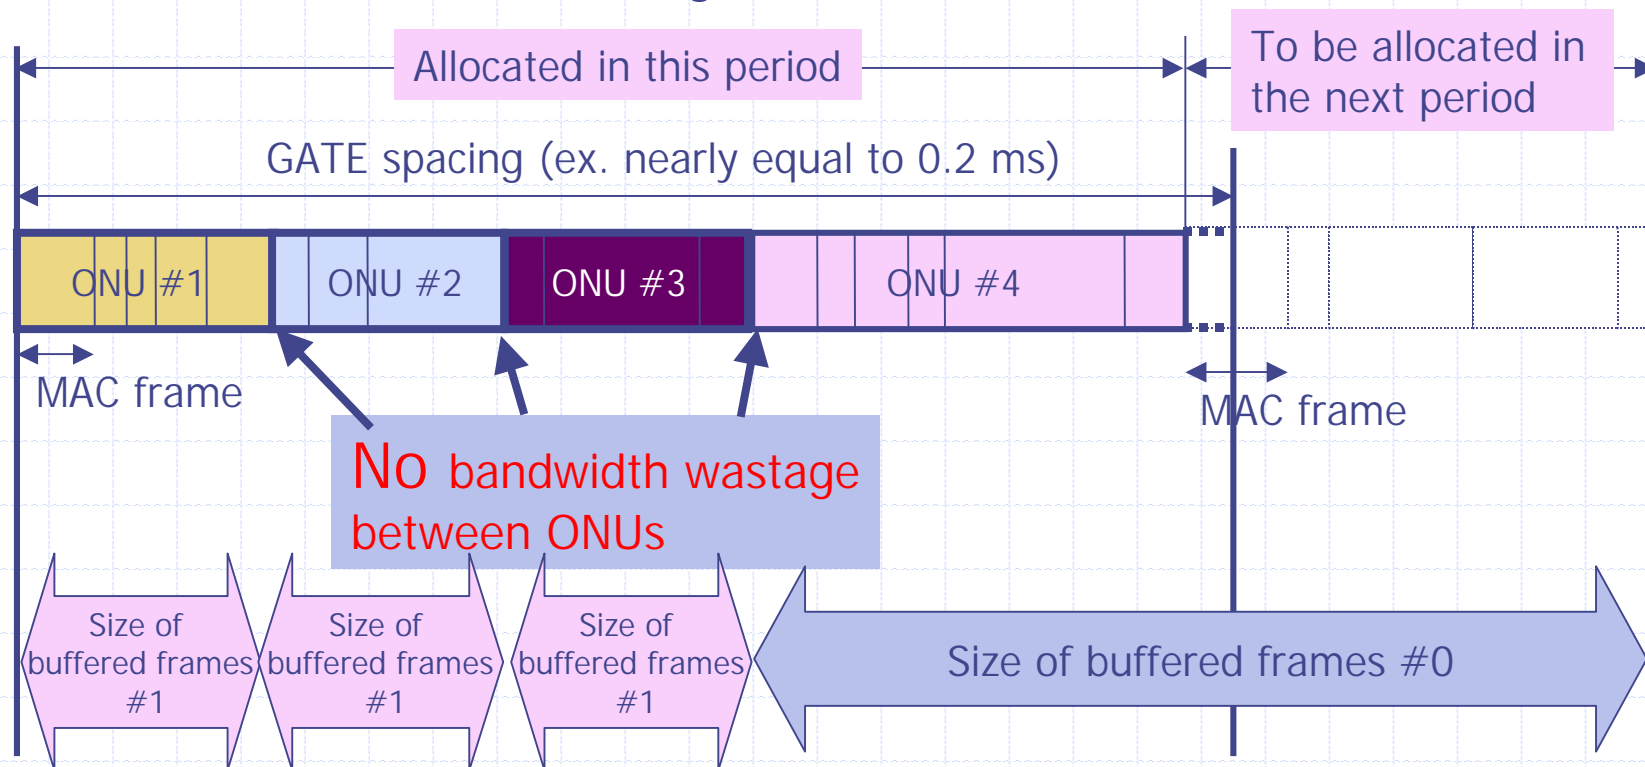 Allocated in this period
To be allocated in
the next period
GATE spacing (ex. nearly equal to 0.2 ms)
ONU #1
ONU #2
ONU #3
ONU #4
MAC frame
MAC frame
No bandwidth wastage
between ONUs
Size of
buffered frames
#1
Size of
buffered frames
#1
Size of
buffered frames
#1
Size of buffered frames #0